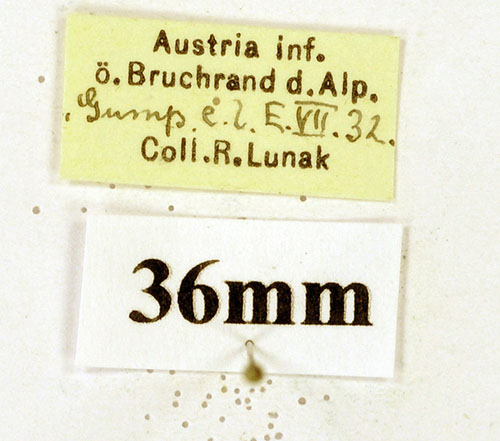 Austria inf.
ö. Bruchrand d. Alp.
Gump. e. l. E. VII. 32.
Coll. R. Lunak
36mm